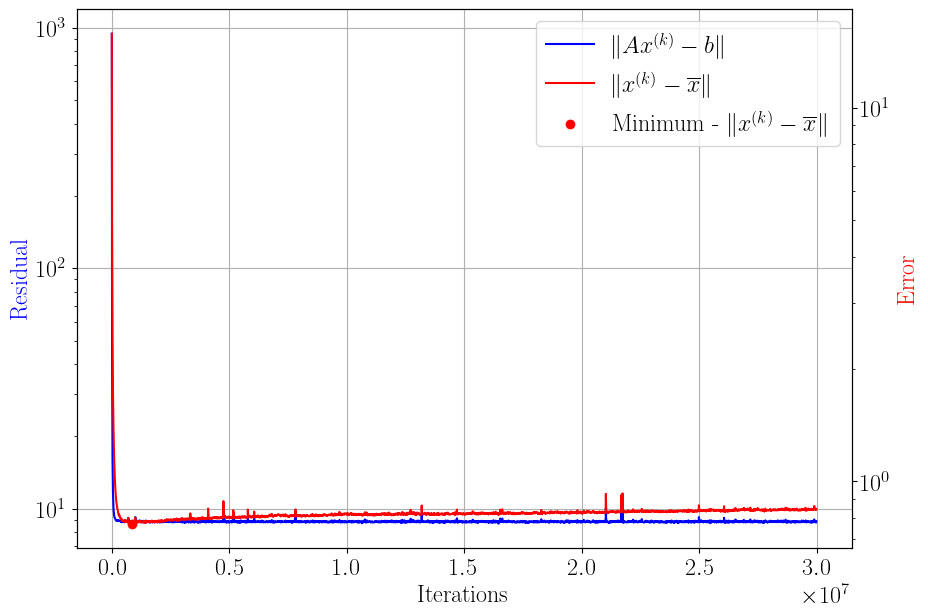 10³
10²
10¹
Residual
‖Ax⁽ᵏ⁾ − b‖
‖x⁽ᵏ⁾ − x̅‖
Minimum - ‖x⁽ᵏ⁾ − x̅‖
10¹
10⁰
Error
0.0 0.5 1.0 1.5 2.0 2.5 3.0
Iterations
×10⁷